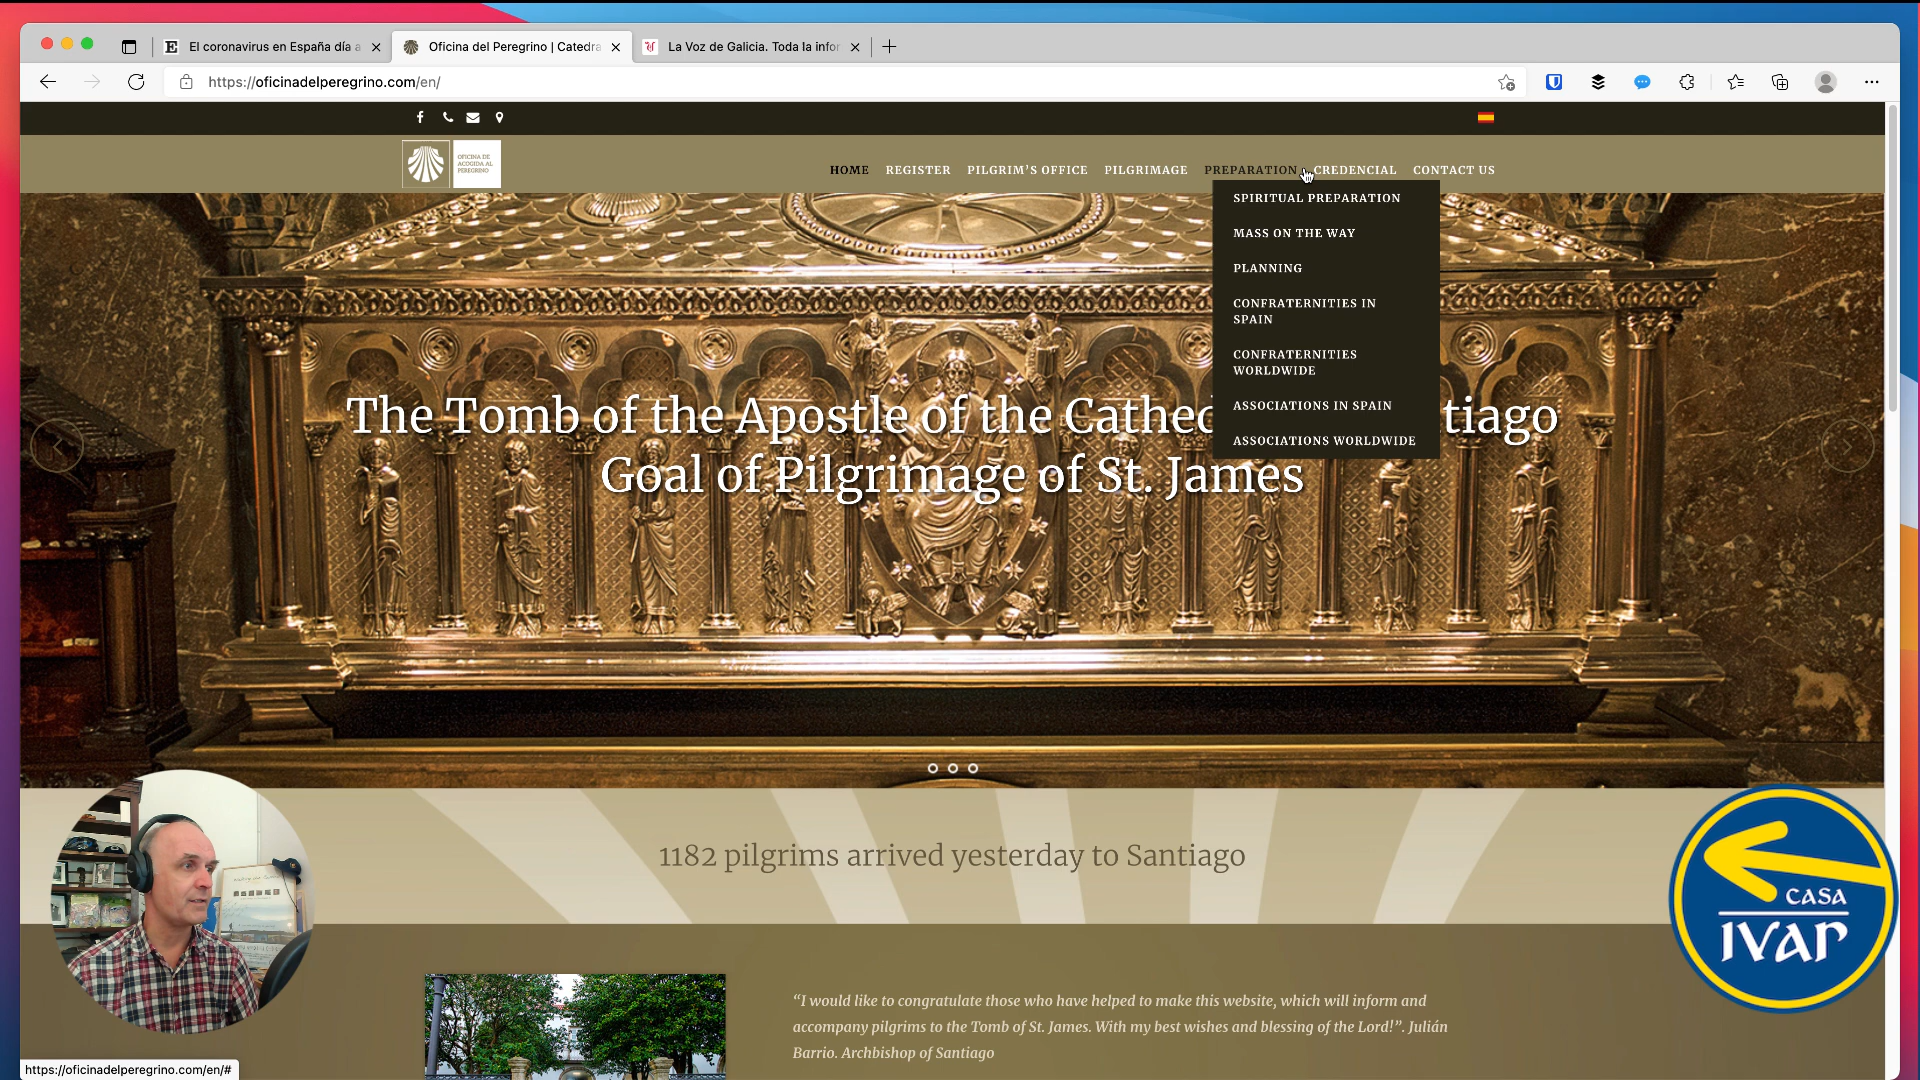 El coronavirus en España día a
Oficina del Peregrino | Catedra
La Voz de Galicia. Toda la infor
https://oficinadelperegrino.com/en/
OFICINA DE
ACOGIDA AL
PEREGRINO
HOME REGISTER PILGRIM'S OFFICE PILGRIMAGE PREPARATION CREDENCIAL CONTACT US
SPIRITUAL PREPARATION
MASS ON THE WAY
PLANNING
CONFRATERNITIES IN
SPAIN
CONFRATERNITIES
WORLDWIDE
ASSOCIATIONS IN SPAIN
ASSOCIATIONS WORLDWIDE
The Tomb of the Apostle of the Cathed tiago
Goal of Pilgrimage of St. James
1182 pilgrims arrived yesterday to Santiago
CASA
IVAR
“I would like to congratulate those who have helped to make this website, which will inform and
accompany pilgrims to the Tomb of St. James. With my best wishes and blessing of the Lord!”. Julián
Barrio. Archbishop of Santiago
https://oficinadelperegrino.com/en/#